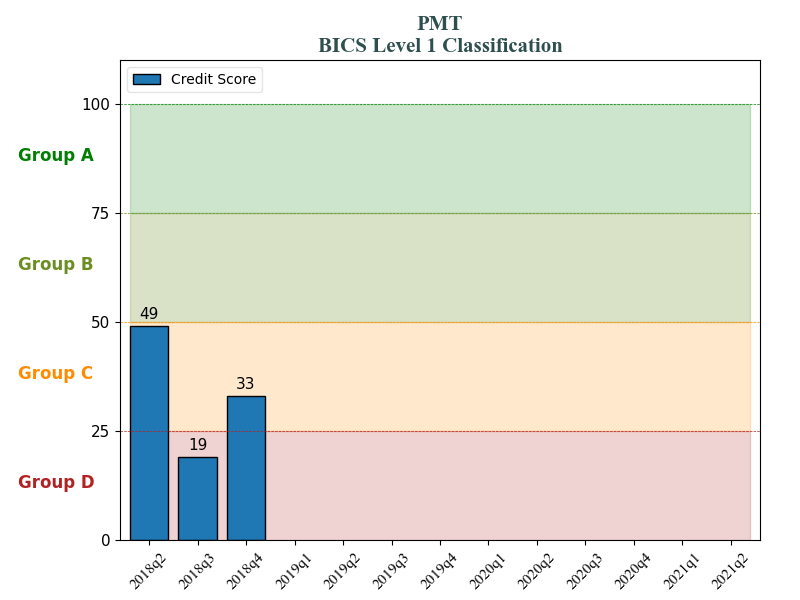 PMT
BICS Level 1 Classification
Credit Score
100
Group A
75
Group B
50
49
Group C
33
25
19
Group D
0
2018q2
2018q3
2018q4
2019q1
2019q2
2019q3
2019q4
2020q1
2020q2
2020q3
2020q4
2021q1
2021q2